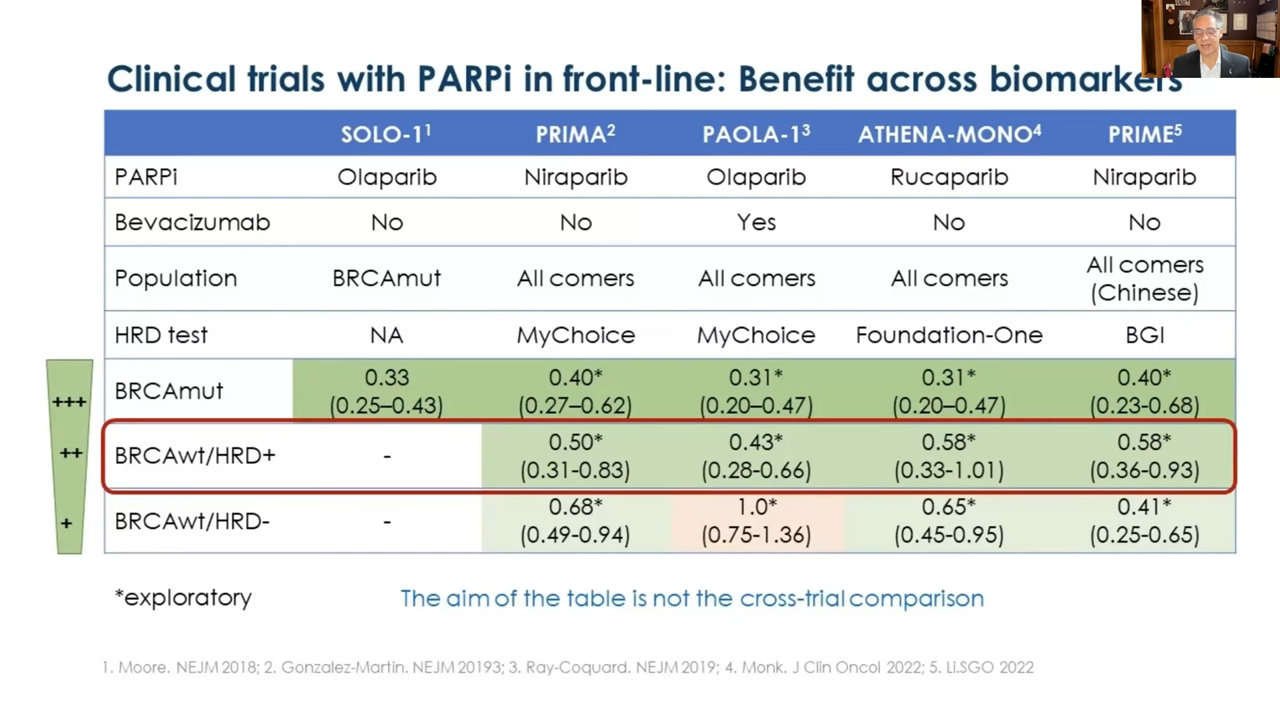 Clinical trials with PARPi in front-line: Benefit across biomarkers
SOLO-1¹ PRIMA² PAOLA-1³ ATHENA-MONO⁴ PRIME⁵
PARPi Olaparib Niraparib Olaparib Rucaparib Niraparib
Bevacizumab No No Yes No No
Population BRCAmut All comers All comers All comers All comers (Chinese)
HRD test NA MyChoice MyChoice Foundation-One BGI
+++ BRCAmut 0.33 (0.25–0.43) 0.40* (0.27–0.62) 0.31* (0.20–0.47) 0.31* (0.20–0.47) 0.40* (0.23-0.68)
++ BRCAwt/HRD+ - 0.50* (0.31-0.83) 0.43* (0.28-0.66) 0.58* (0.33-1.01) 0.58* (0.36-0.93)
+ BRCAwt/HRD- - 0.68* (0.49-0.94) 1.0* (0.75-1.36) 0.65* (0.45-0.95) 0.41* (0.25-0.65)
*exploratory The aim of the table is not the cross-trial comparison
1. Moore. NEJM 2018; 2. Gonzalez-Martin. NEJM 20193; 3. Ray-Coquard. NEJM 2019; 4. Monk. J Clin Oncol 2022; 5. Li.SGO 2022